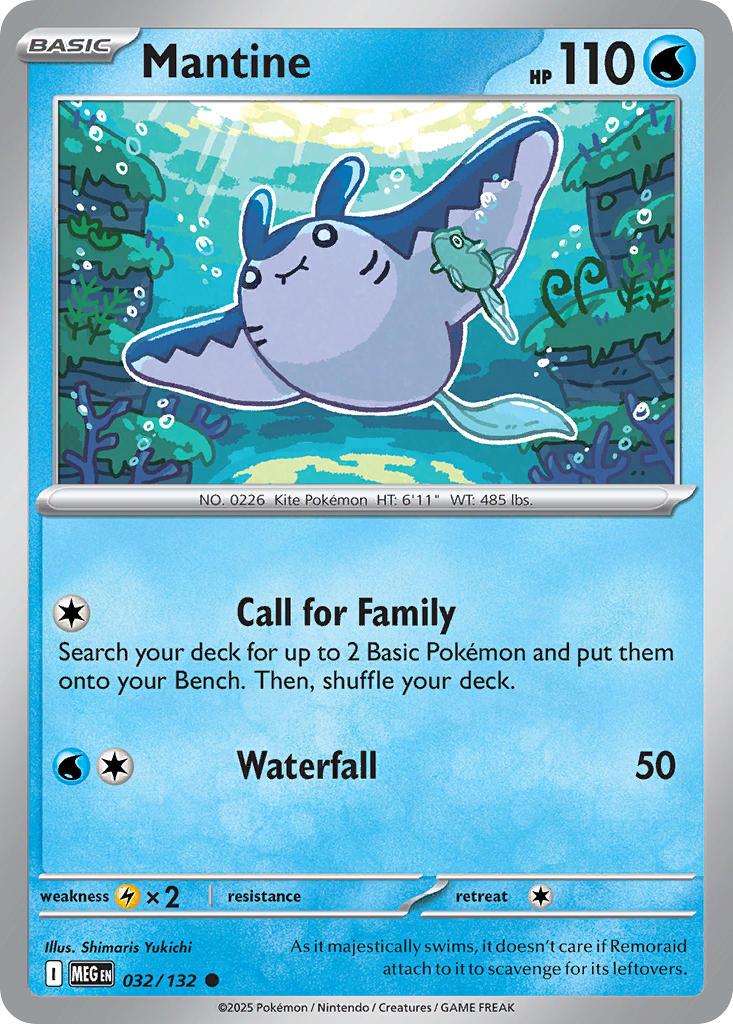 BASIC
Mantine
HP 110
NO. 0226 Kite Pokémon HT: 6'11" WT: 485 lbs.
Call for Family
Search your deck for up to 2 Basic Pokémon and put them
onto your Bench. Then, shuffle your deck.
Waterfall 50
weakness ×2 resistance retreat
Illus. Shimaris Yukichi
As it majestically swims, it doesn't care if Remoraid
attach to it to scavenge for its leftovers.
I MEG EN 032/132
©2025 Pokémon / Nintendo / Creatures / GAME FREAK